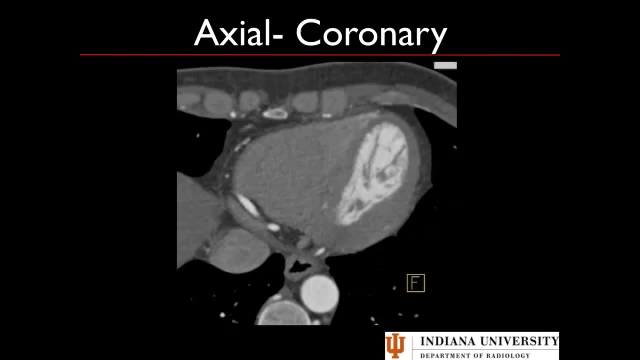 Axial- Coronary
F
INDIANA UNIVERSITY
DEPARTMENT OF RADIOLOGY